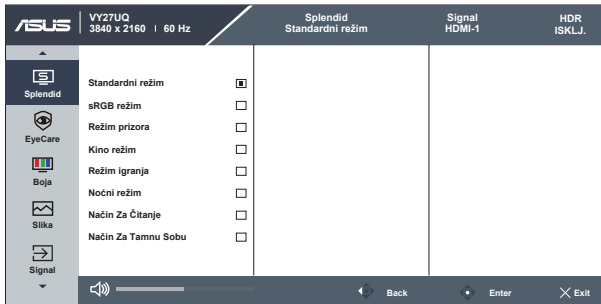 ASUS
VY27UQ
3840 x 2160 | 60 Hz
Splendid
Standardni režim
Signal
HDMI-1
HDR
ISKLJ.
Splendid
EyeCare
Boja
Slika
Signal
Standardni režim
sRGB režim
Režim prizora
Kino režim
Režim igranja
Noćni režim
Način Za Čitanje
Način Za Tamnu Sobu
Back
Enter
Exit